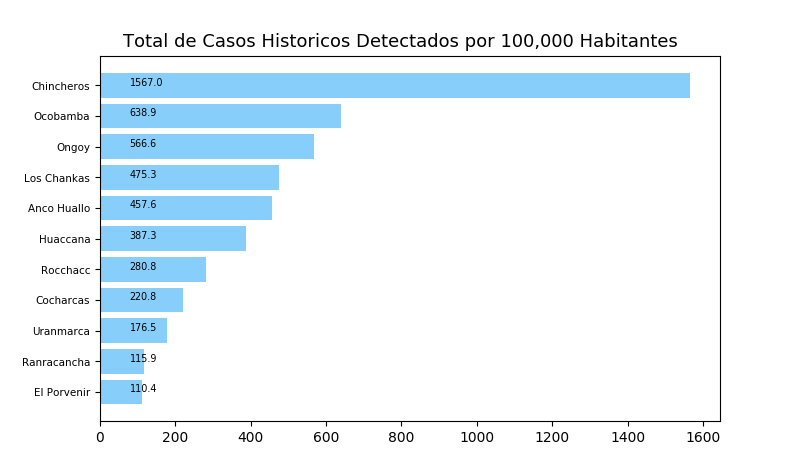 Total de Casos Historicos Detectados por 100,000 Habitantes
Chincheros 1567.0
Ocobamba 638.9
Ongoy 566.6
Los Chankas 475.3
Anco Huallo 457.6
Huaccana 387.3
Rocchacc 280.8
Cocharcas 220.8
Uranmarca 176.5
Ranracancha 115.9
El Porvenir 110.4
0 200 400 600 800 1000 1200 1400 1600